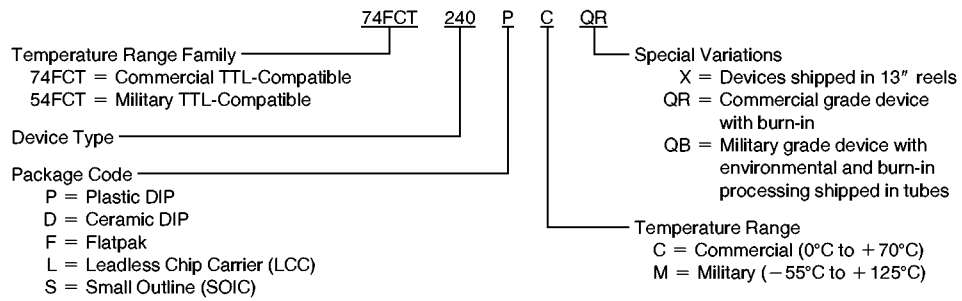 74FCT 240 P C QR
Temperature Range Family
74FCT = Commercial TTL-Compatible
54FCT = Military TTL-Compatible
Device Type
Package Code
P = Plastic DIP
D = Ceramic DIP
F = Flatpak
L = Leadless Chip Carrier (LCC)
S = Small Outline (SOIC)
Special Variations
X = Devices shipped in 13″ reels
QR = Commercial grade device
with burn-in
QB = Military grade device with
environmental and burn-in
processing shipped in tubes
Temperature Range
C = Commercial (0°C to +70°C)
M = Military (−55°C to +125°C)